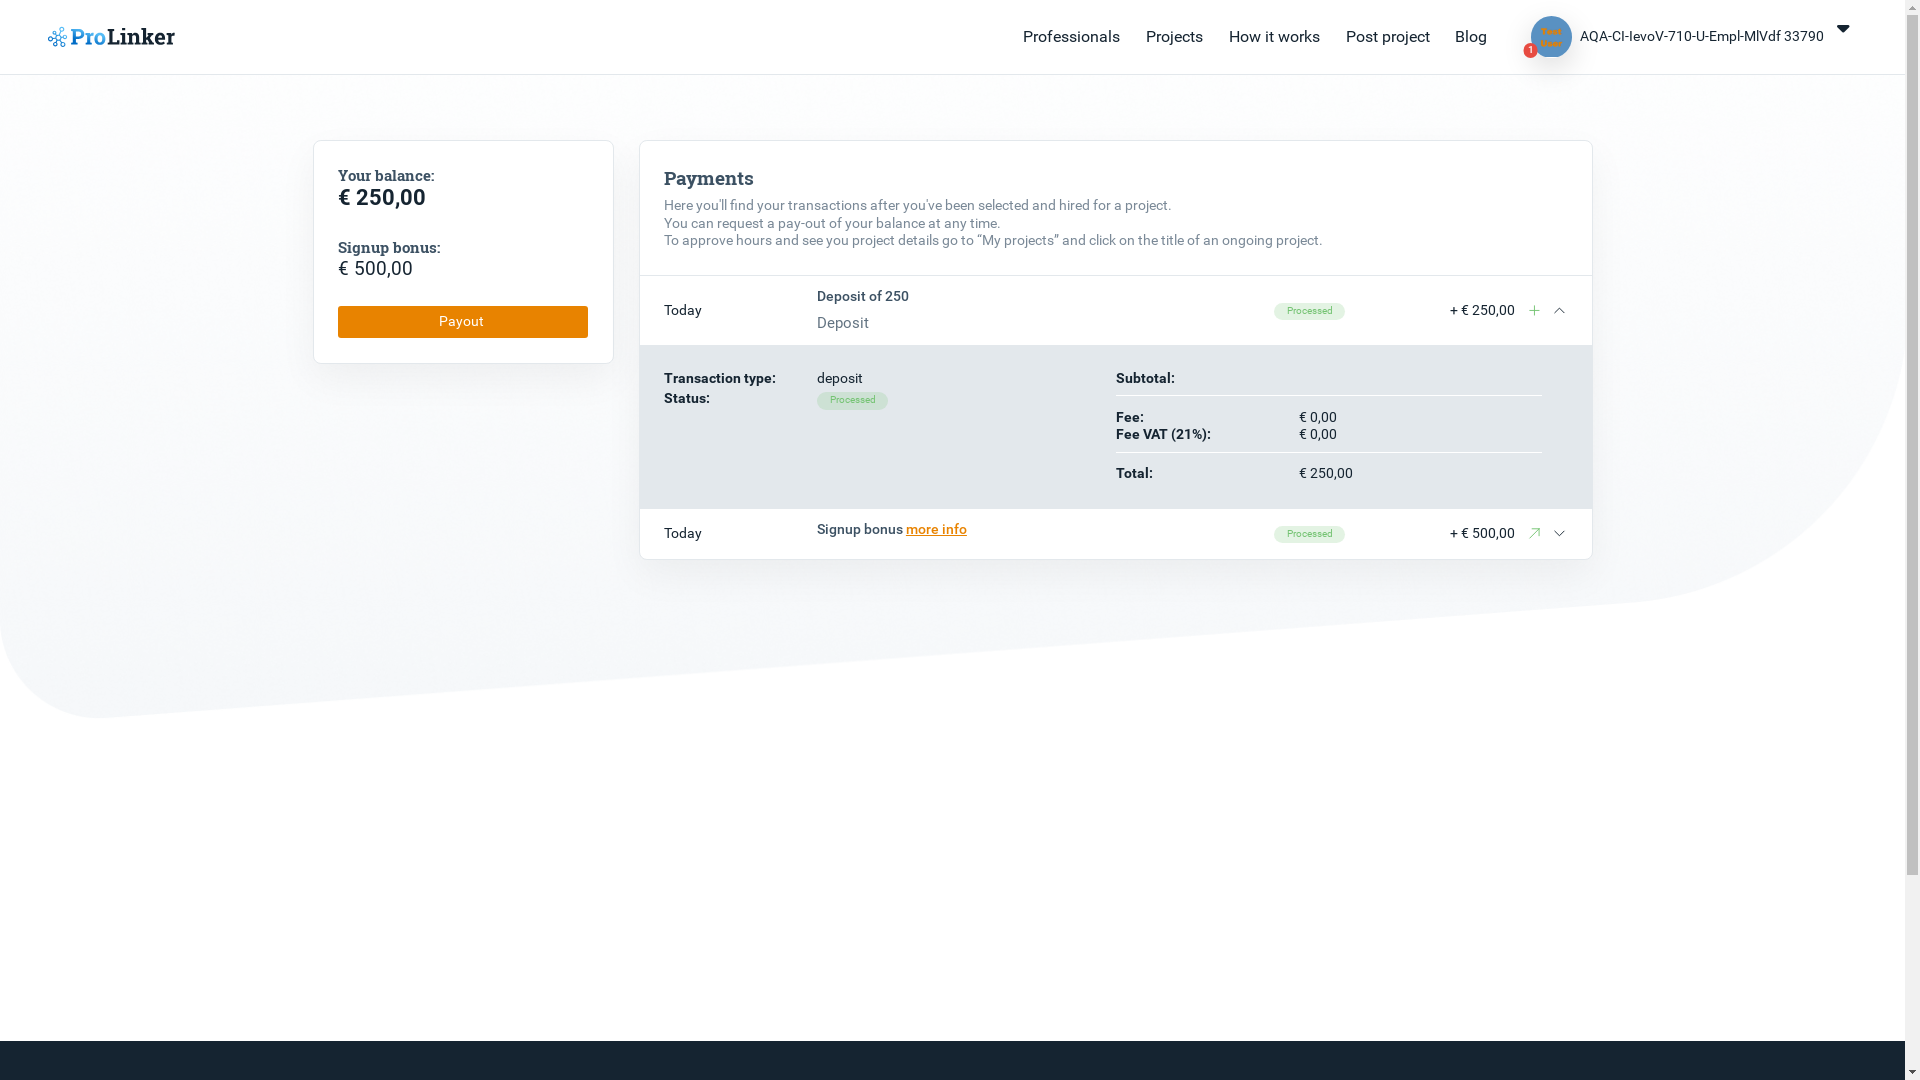 ProLinker
Professionals
Projects
How it works
Post project
Blog
Test
User
1
AQA-CI-IevoV-710-U-Empl-MlVdf 33790
Your balance:
€ 250,00
Signup bonus:
€ 500,00
Payout
Payments
Here you'll find your transactions after you've been selected and hired for a project.
You can request a pay-out of your balance at any time.
To approve hours and see you project details go to “My projects” and click on the title of an ongoing project.
Today
Deposit of 250
Deposit
Processed
+ € 250,00
Transaction type:
deposit
Status:
Processed
Subtotal:
Fee:
€ 0,00
Fee VAT (21%):
€ 0,00
Total:
€ 250,00
Today
Signup bonus more info
Processed
+ € 500,00